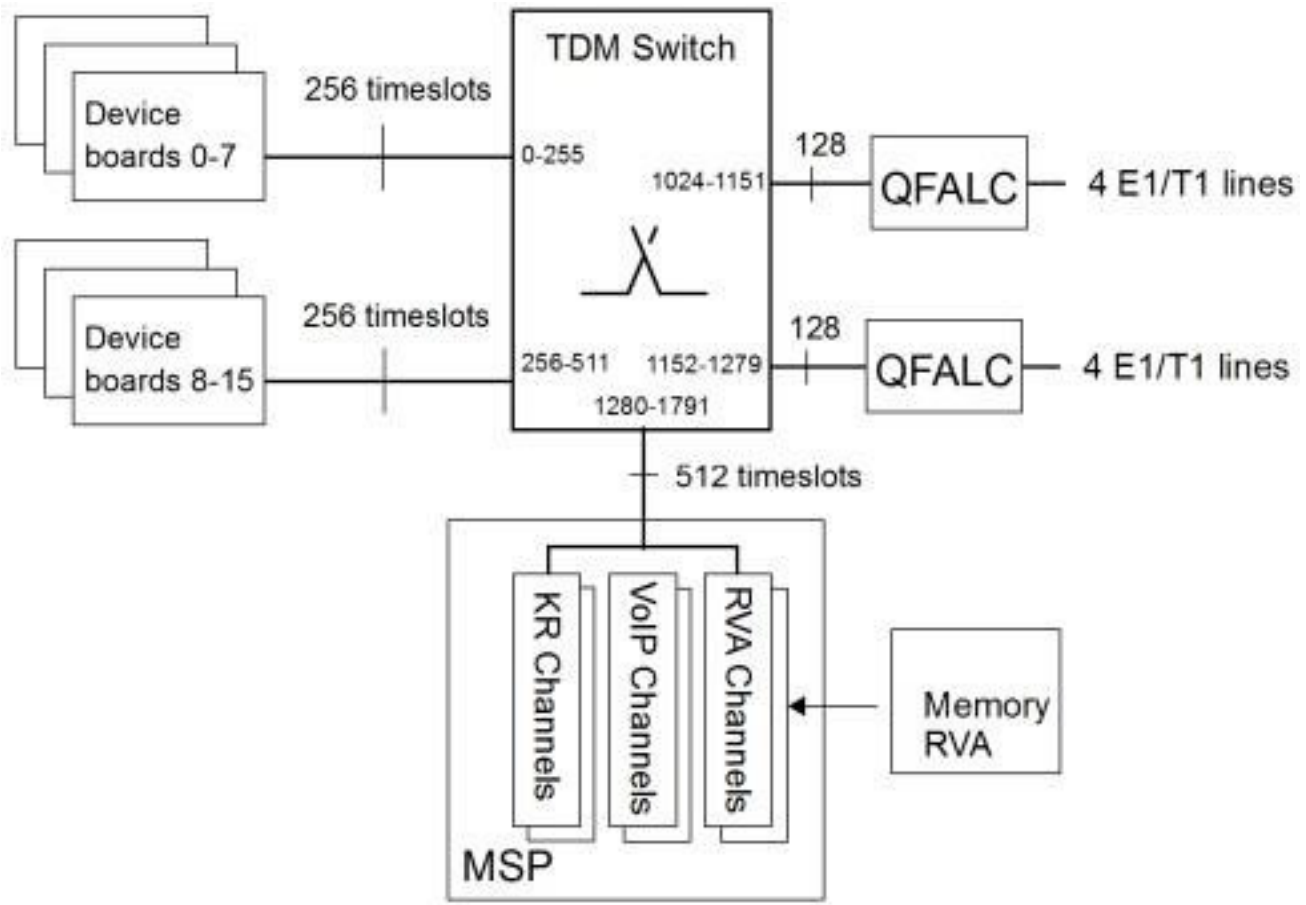 TDM Switch
256 timeslots
Device
boards 0-7
0-255
128
1024-1151
QFALC
4 E1/T1 lines
256 timeslots
Device
boards 8-15
256-511
128
1152-1279
QFALC
4 E1/T1 lines
1280-1791
512 timeslots
KR Channels
VoIP Channels
RVA Channels
Memory
RVA
MSP